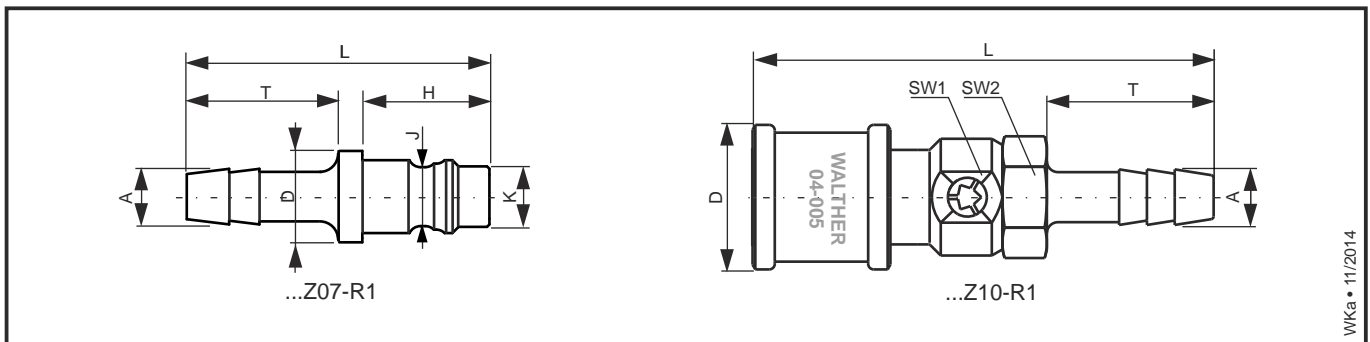 L
T
H
J
A
D
K
...Z07-R1
L
SW1
SW2
T
D
WALTHER
04-005
A
...Z10-R1
WKa • 11/2014